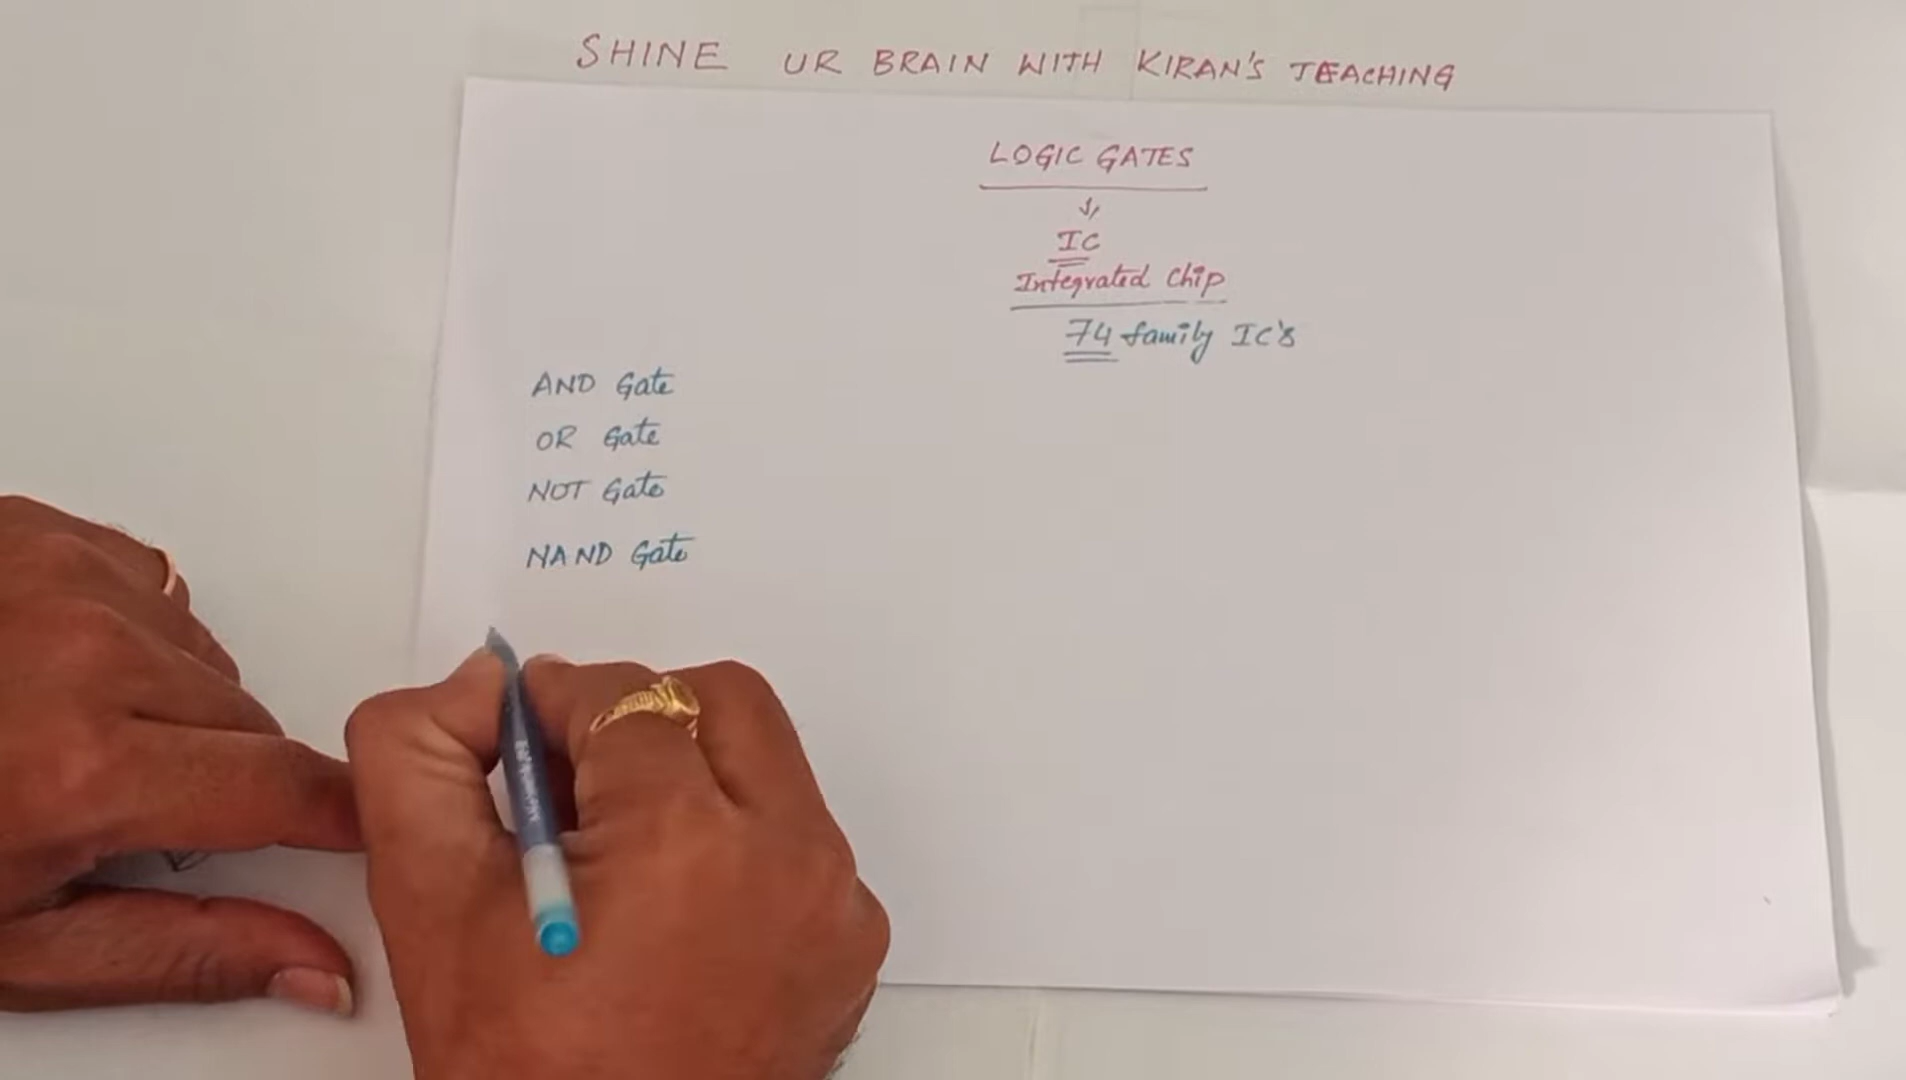 SHINE UR BRAIN WITH KIRAN'S TEACHING
LOGIC GATES
IC
Integrated Chip
74 family IC's
AND Gate
OR Gate
NOT Gate
NAND Gate